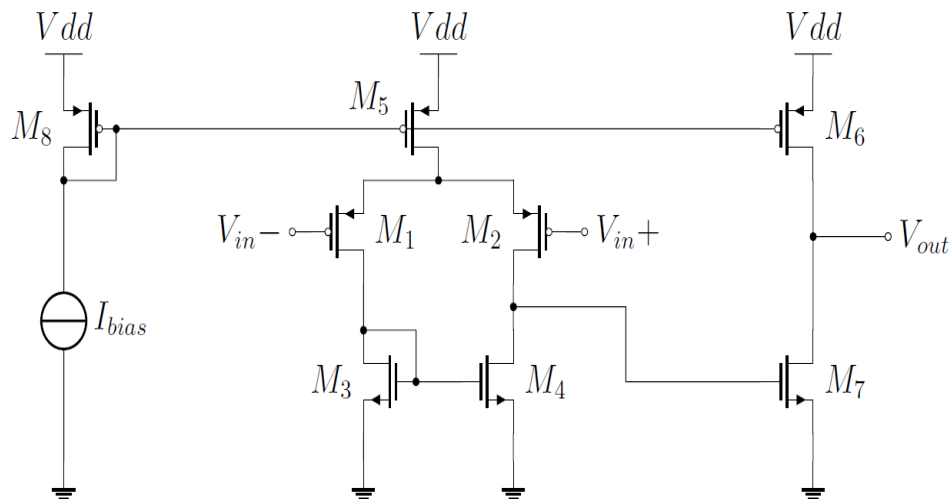 Vdd Vdd Vdd
M8 M5 M6
Vin− M1 M2 Vin+ Vout
Ibias
M3 M4 M7